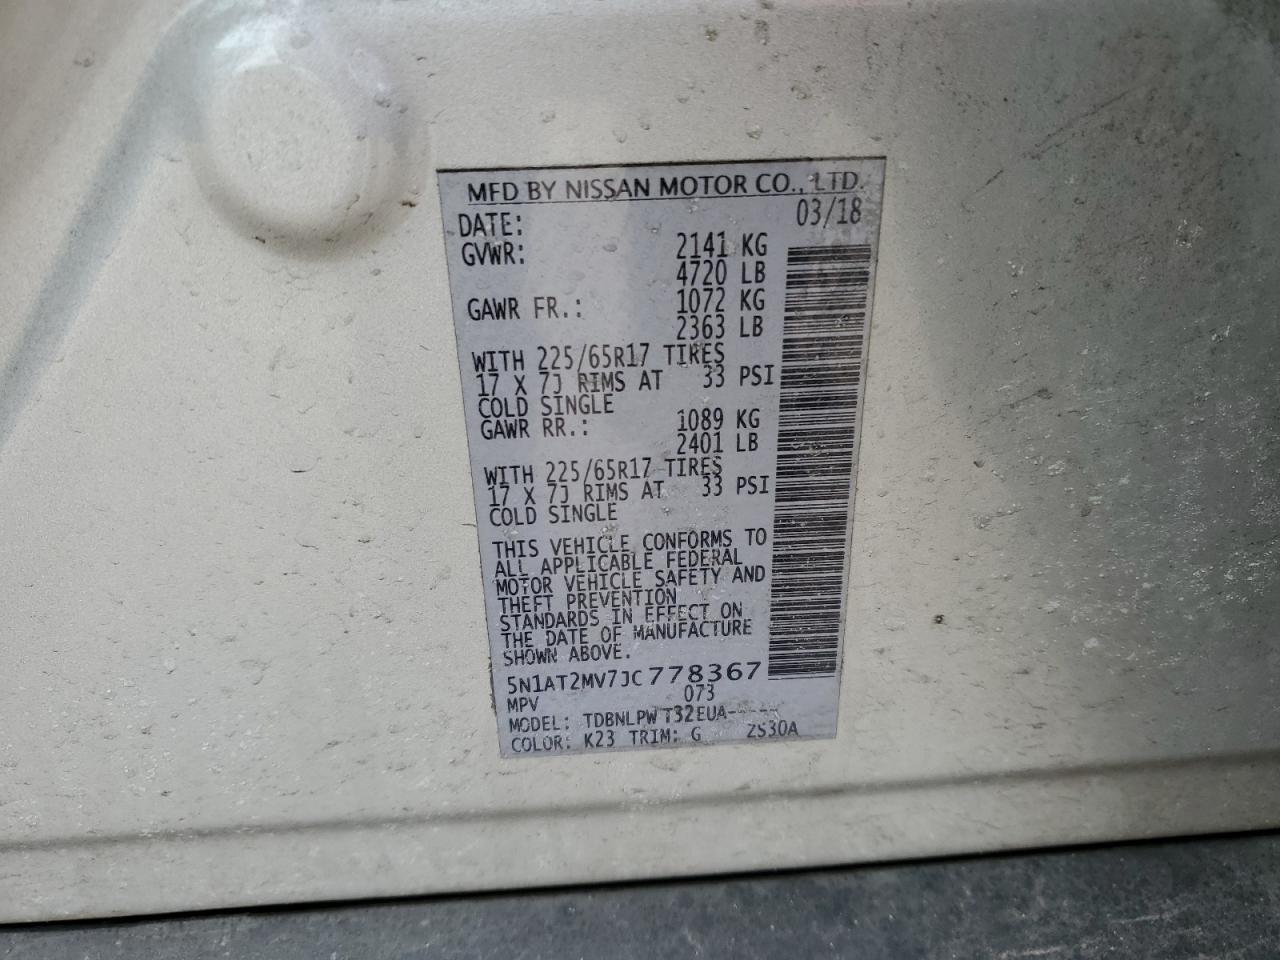 MFD BY NISSAN MOTOR CO., LTD.
DATE: 03/18
GVWR: 2141 KG
4720 LB
GAWR FR.: 1072 KG
2363 LB
WITH 225/65R17 TIRES
17 X 7J RIMS AT 33 PSI
COLD SINGLE
GAWR RR.: 1089 KG
2401 LB
WITH 225/65R17 TIRES
17 X 7J RIMS AT 33 PSI
COLD SINGLE
THIS VEHICLE CONFORMS TO
ALL APPLICABLE FEDERAL
MOTOR VEHICLE SAFETY AND
THEFT PREVENTION
STANDARDS IN EFFECT ON
THE DATE OF MANUFACTURE
SHOWN ABOVE.
5N1AT2MV7JC778367
MPV 073
MODEL: TDBNLPW T32EUA-----
COLOR: K23 TRIM: G ZS30A